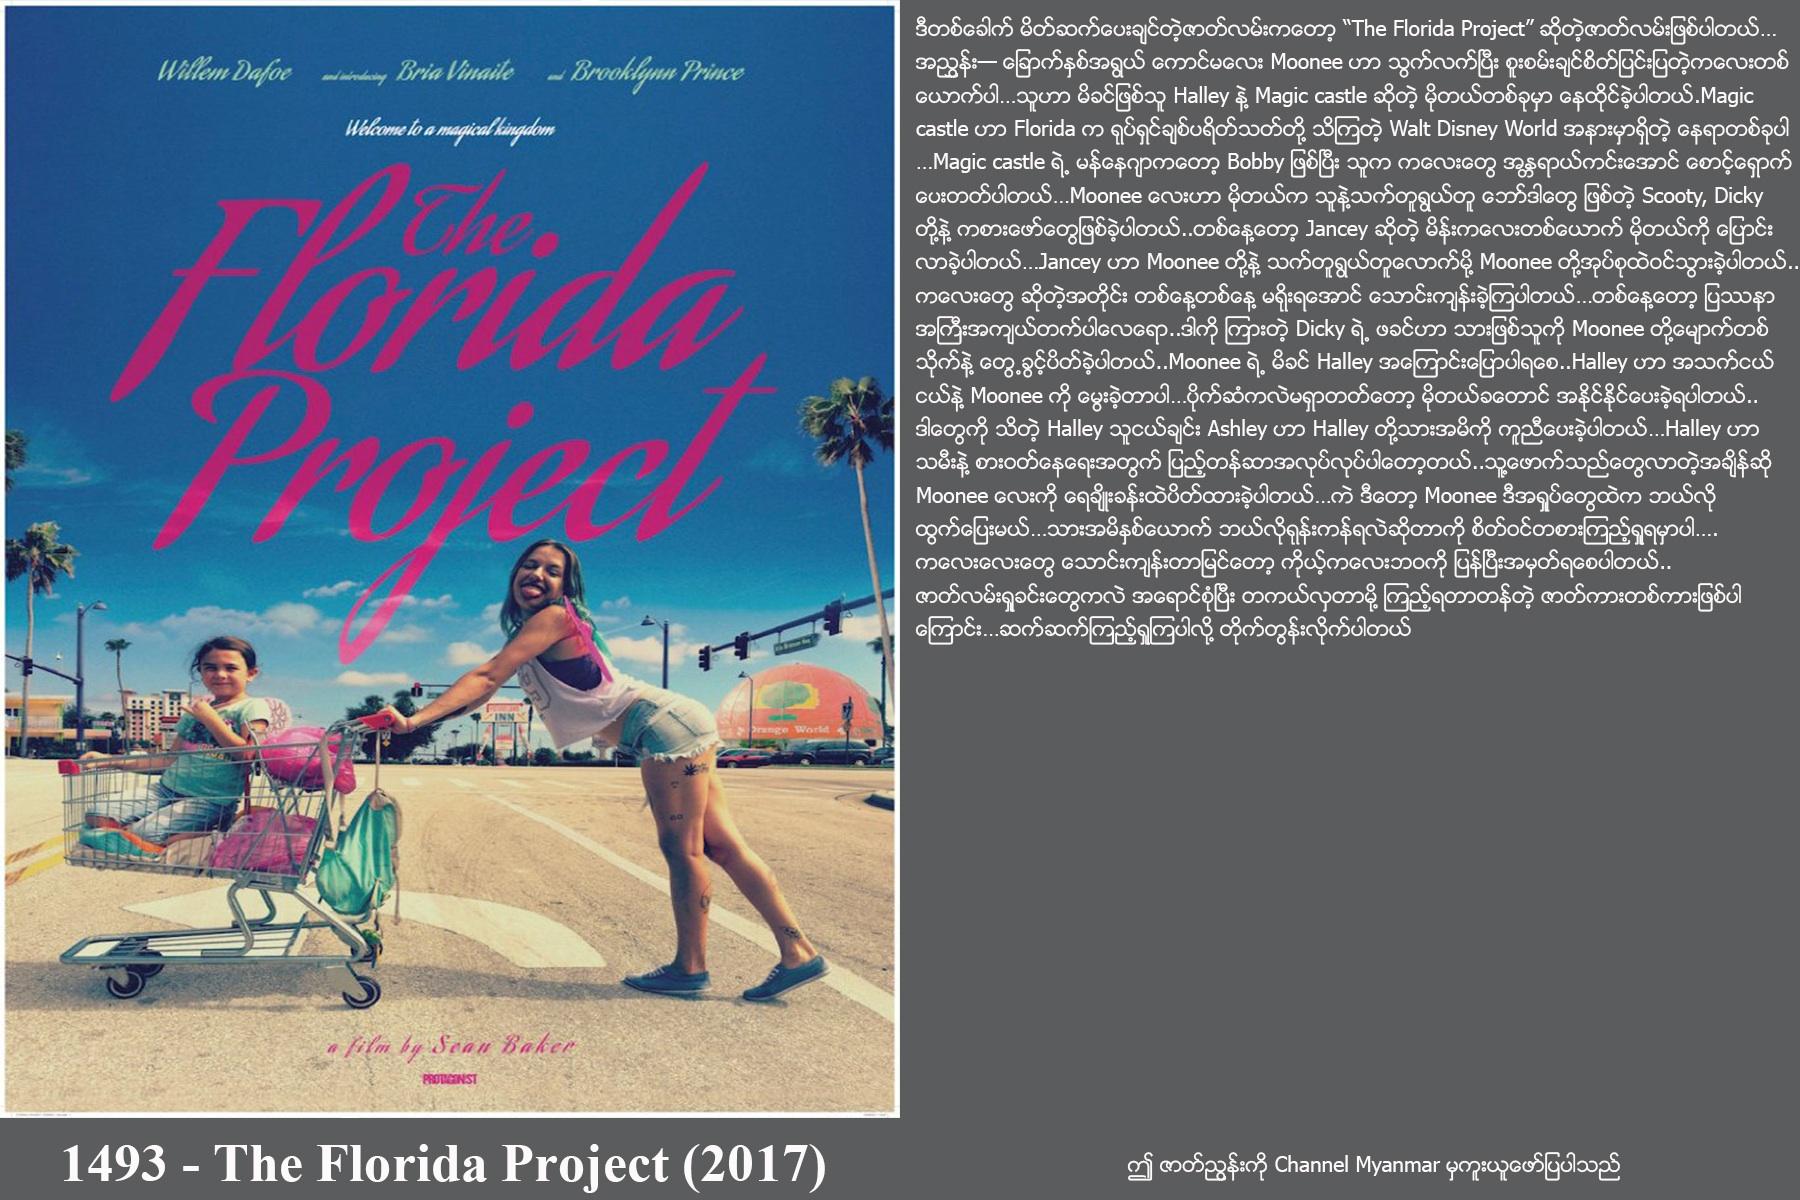 Willem Dafoe and introducing Bria Vinaite and Brooklynn Prince
Welcome to a magical kingdom
The
Florida
Project
INN
Orange World
a film by Sean Baker
PROTAGONIST
1493 - The Florida Project (2017)
ဒီတစ်ခေါက် မိတ်ဆက်ပေးချင်တဲ့ဇာတ်လမ်းကတော့ “The Florida Project” ဆိုတဲ့ဇာတ်လမ်းဖြစ်ပါတယ်…
အညွှန်း— ခြောက်နှစ်အရွယ် ကောင်မလေး Moonee ဟာ သွက်လက်ပြီး စူးစမ်းချင်စိတ်ပြင်းပြတဲ့ကလေးတစ်
ယောက်ပါ…သူဟာ မိခင်ဖြစ်သူ Halley နဲ့ Magic castle ဆိုတဲ့ မိုတယ်တစ်ခုမှာ နေထိုင်ခဲ့ပါတယ်.Magic
castle ဟာ Florida က ရုပ်ရှင်ချစ်ပရိတ်သတ်တို့ သိကြတဲ့ Walt Disney World အနားမှာရှိတဲ့ နေရာတစ်ခုပါ
…Magic castle ရဲ့ မန်နေဂျာကတော့ Bobby ဖြစ်ပြီး သူက ကလေးတွေ အန္တရာယ်ကင်းအောင် စောင့်ရှောက်
ပေးတတ်ပါတယ်…Moonee လေးဟာ မိုတယ်က သူနဲ့သက်တူရွယ်တူ ဘော်ဒါတွေ ဖြစ်တဲ့ Scooty, Dicky
တို့နဲ့ ကစားဖော်တွေဖြစ်ခဲ့ပါတယ်..တစ်နေ့တော့ Jancey ဆိုတဲ့ မိန်းကလေးတစ်ယောက် မိုတယ်ကို ပြောင်း
လာခဲ့ပါတယ်…Jancey ဟာ Moonee တို့နဲ့ သက်တူရွယ်တူလောက်မို့ Moonee တို့အုပ်စုထဲဝင်သွားခဲ့ပါတယ်..
ကလေးတွေ ဆိုတဲ့အတိုင်း တစ်နေ့တစ်နေ့ မရိုးရအောင် သောင်းကျန်းခဲ့ကြပါတယ်…တစ်နေ့တော့ ပြဿနာ
အကြီးအကျယ်တက်ပါလေရော..ဒါကို ကြားတဲ့ Dicky ရဲ့ ဖခင်ဟာ သားဖြစ်သူကို Moonee တို့မျောက်တစ်
သိုက်နဲ့ တွေ့ခွင့်ပိတ်ခဲ့ပါတယ်..Moonee ရဲ့ မိခင် Halley အကြောင်းပြောပါရစေ..Halley ဟာ အသက်ငယ်
ငယ်နဲ့ Moonee ကို မွေးခဲ့တာပါ…ပိုက်ဆံကလဲမရှာတတ်တော့ မိုတယ်ခတောင် အနိုင်နိုင်ပေးခဲ့ရပါတယ်..
ဒါတွေကို သိတဲ့ Halley သူငယ်ချင်း Ashley ဟာ Halley တို့သားအမိကို ကူညီပေးခဲ့ပါတယ်…Halley ဟာ
သမီးနဲ့ စားဝတ်နေရေးအတွက် ပြည့်တန်ဆာအလုပ်လုပ်ပါတော့တယ်..သူ့ဖောက်သည်တွေလာတဲ့အချိန်ဆို
Moonee လေးကို ရေချိုးခန်းထဲပိတ်ထားခဲ့ပါတယ်…ကဲ ဒီတော့ Moonee ဒီအရှုပ်တွေထဲက ဘယ်လို
ထွက်ပြေးမယ်…သားအမိနှစ်ယောက် ဘယ်လိုရုန်းကန်ရလဲဆိုတာကို စိတ်ဝင်တစားကြည့်ရှုရမှာပါ….
ကလေးလေးတွေ သောင်းကျန်းတာမြင်တော့ ကိုယ့်ကလေးဘဝကို ပြန်ပြီးအမှတ်ရစေပါတယ်..
ဇာတ်လမ်းရှုခင်းတွေကလဲ အရောင်စုံပြီး တကယ်လှတာမို့ ကြည့်ရတာတန်တဲ့ ဇာတ်ကားတစ်ကားဖြစ်ပါ
ကြောင်း…ဆက်ဆက်ကြည့်ရှုကြပါလို့ တိုက်တွန်းလိုက်ပါတယ်
ဤ ဇာတ်ညွှန်းကို Channel Myanmar မှကူးယူဖော်ပြပါသည်